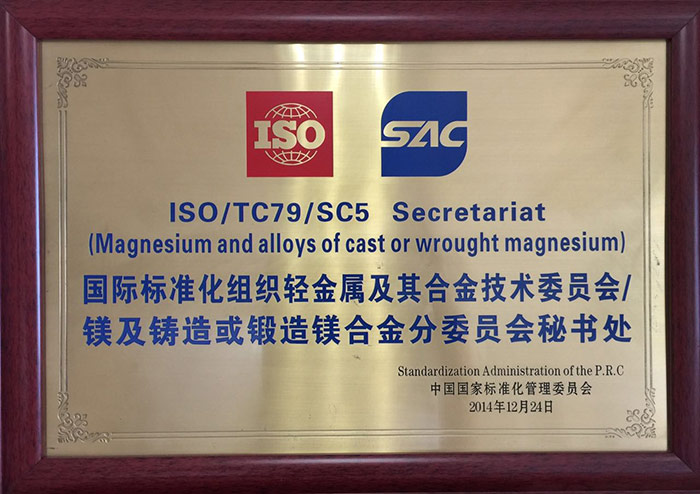 ISO SAC
ISO/TC79/SC5 Secretariat
(Magnesium and alloys of cast or wrought magnesium)
国际标准化组织轻金属及其合金技术委员会/
镁及铸造或锻造镁合金分委员会秘书处
Standardization Administration of the P.R.C
中国国家标准化管理委员会
2014年12月24日